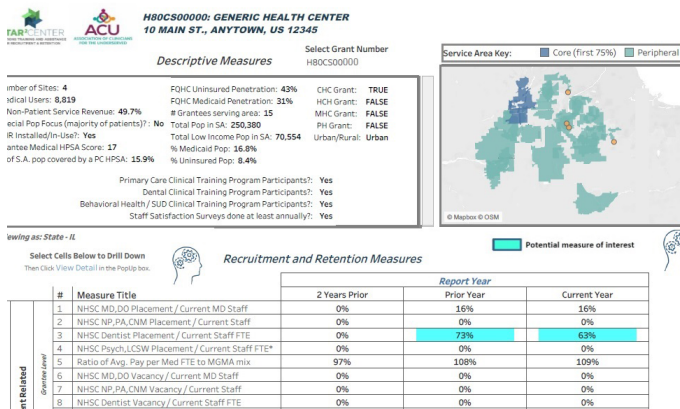 TAR²CENTER
ACU
ASSOCIATION OF CLINICIANS
FOR THE UNDERSERVED
H80CS00000: GENERIC HEALTH CENTER
10 MAIN ST., ANYTOWN, US 12345
Descriptive Measures
Select Grant Number
H80CS00000
Service Area Key: Core (first 75%) Peripheral
mber of Sites: 4
edical Users: 8,819
Non-Patient Service Revenue: 49.7%
ecial Pop Focus (majority of patients)?: No
R Installed/In-Use?: Yes
antee Medical HPSA Score: 17
of S.A. pop covered by a PC HPSA: 15.9%
FQHC Uninsured Penetration: 43%
FQHC Medicaid Penetration: 31%
# Grantees serving area: 15
Total Pop in SA: 250,380
Total Low Income Pop in SA: 70,554
% Medicaid Pop: 16.8%
% Uninsured Pop: 8.4%
CHC Grant: TRUE
HCH Grant: FALSE
MHC Grant: FALSE
PH Grant: FALSE
Urban/Rural: Urban
Primary Care Clinical Training Program Participants?: Yes
Dental Clinical Training Program Participants?: Yes
Behavioral Health / SUD Clinical Training Program Participants?: Yes
Staff Satisfaction Surveys done at least annually?: Yes
© Mapbox © OSM
iewing as: State - IL
Potential measure of interest
Select Cells Below to Drill Down
Then Click View Detail in the PopUp box.
Recruitment and Retention Measures
Report Year
# Measure Title 2 Years Prior Prior Year Current Year
1 NHSC MD,DO Placement / Current MD Staff 0% 16% 16%
2 NHSC NP,PA,CNM Placement / Current Staff 0% 0% 0%
3 NHSC Dentist Placement / Current Staff FTE 0% 73% 63%
4 NHSC Psych,LCSW Placement / Current Staff FTE* 0% 0% 0%
5 Ratio of Avg. Pay per Med FTE to MGMA mix 97% 108% 109%
6 NHSC MD,DO Vacancy / Current MD Staff 0% 0% 0%
7 NHSC NP,PA,CNM Vacancy / Current Staff 0% 0% 0%
8 NHSC Dentist Vacancy / Current Staff FTE 0% 0% 0%
nt Related
Grantee Level